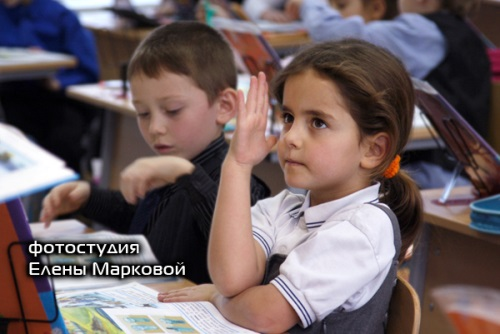 фотостудия
Елены Марковой